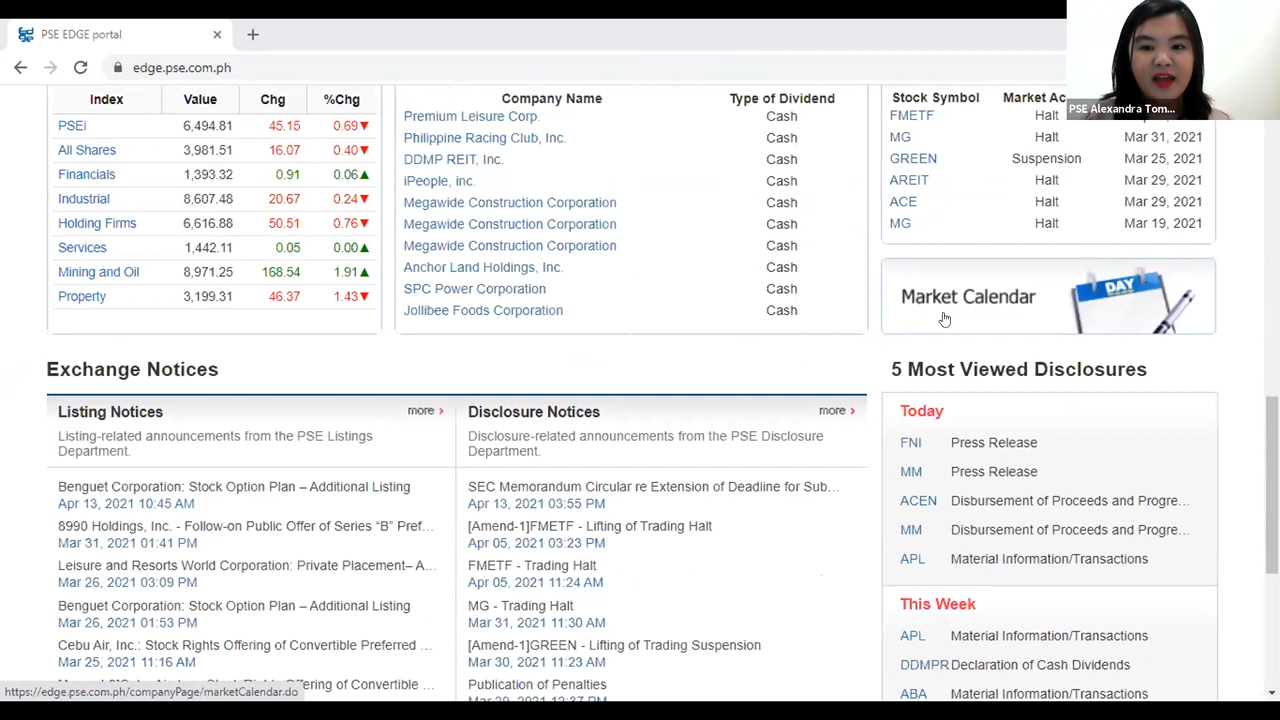 PSE EDGE portal
edge.pse.com.ph
PSE Alexandra Tom...
Index Value Chg %Chg
PSEi 6,494.81 45.15 0.69▼
All Shares 3,981.51 16.07 0.40▼
Financials 1,393.32 0.91 0.06▲
Industrial 8,607.48 20.67 0.24▼
Holding Firms 6,616.88 50.51 0.76▼
Services 1,442.11 0.05 0.00▲
Mining and Oil 8,971.25 168.54 1.91▲
Property 3,199.31 46.37 1.43▼
Company Name Type of Dividend
Premium Leisure Corp. Cash
Philippine Racing Club, Inc. Cash
DDMP REIT, Inc. Cash
iPeople, inc. Cash
Megawide Construction Corporation Cash
Megawide Construction Corporation Cash
Megawide Construction Corporation Cash
Anchor Land Holdings, Inc. Cash
SPC Power Corporation Cash
Jollibee Foods Corporation Cash
Stock Symbol Market
FMETF Halt
MG Halt Mar 31, 2021
GREEN Suspension Mar 25, 2021
AREIT Halt Mar 29, 2021
ACE Halt Mar 29, 2021
MG Halt Mar 19, 2021
Market Calendar
DAY
Exchange Notices
Listing Notices more ›
Listing-related announcements from the PSE Listings
Department.
Benguet Corporation: Stock Option Plan – Additional Listing
Apr 13, 2021 10:45 AM
8990 Holdings, Inc. - Follow-on Public Offer of Series “B” Pref...
Mar 31, 2021 01:41 PM
Leisure and Resorts World Corporation: Private Placement– A...
Mar 26, 2021 03:09 PM
Benguet Corporation: Stock Option Plan – Additional Listing
Mar 26, 2021 01:53 PM
Cebu Air, Inc.: Stock Rights Offering of Convertible Preferred ...
Mar 25, 2021 11:16 AM
Offering of Convertible ...
Disclosure Notices more ›
Disclosure-related announcements from the PSE Disclosure
Department.
SEC Memorandum Circular re Extension of Deadline for Sub...
Apr 13, 2021 03:55 PM
[Amend-1]FMETF - Lifting of Trading Halt
Apr 05, 2021 03:23 PM
FMETF - Trading Halt
Apr 05, 2021 11:24 AM
MG - Trading Halt
Mar 31, 2021 11:30 AM
[Amend-1]GREEN - Lifting of Trading Suspension
Mar 30, 2021 11:23 AM
Publication of Penalties
Mar 29, 2021 12:37 PM
5 Most Viewed Disclosures
Today
FNI Press Release
MM Press Release
ACEN Disbursement of Proceeds and Progre...
MM Disbursement of Proceeds and Progre...
APL Material Information/Transactions
This Week
APL Material Information/Transactions
DDMPR Declaration of Cash Dividends
ABA Material Information/Transactions
https://edge.pse.com.ph/companyPage/marketCalendar.do